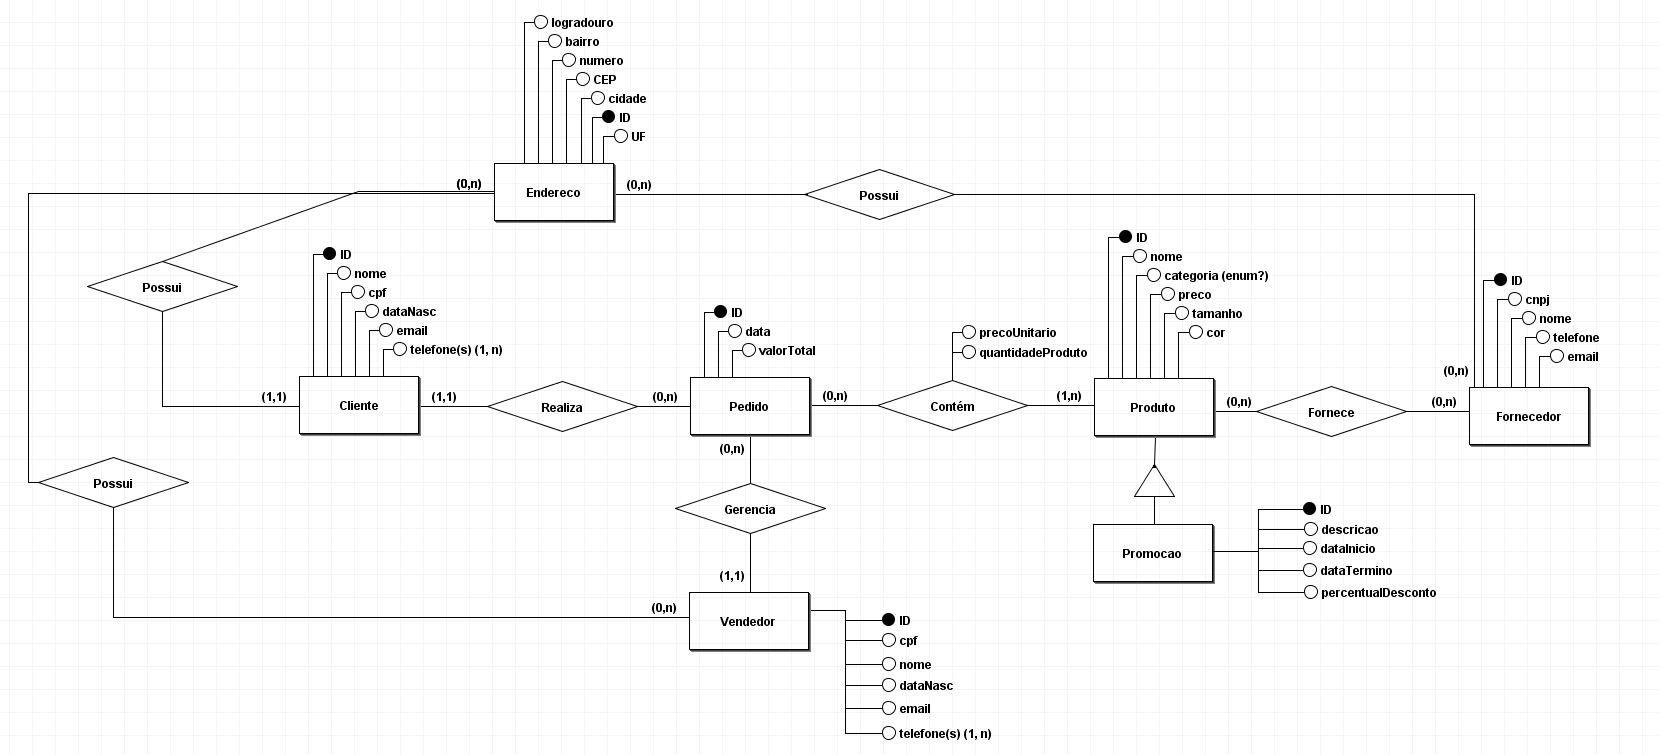 logradouro
bairro
numero
CEP
cidade
ID
UF
(0,n)
Endereco
(0,n)
Possui
Possui
ID
nome
cpf
dataNasc
email
telefone(s) (1, n)
(1,1)
Cliente
(1,1)
Realiza
(0,n)
ID
data
valorTotal
Pedido
(0,n)
precoUnitario
quantidadeProduto
Contém
(1,n)
ID
nome
categoria (enum?)
preco
tamanho
cor
Produto
(0,n)
Fornece
(0,n)
(0,n)
ID
cnpj
nome
telefone
email
Fornecedor
Possui
(0,n)
Gerencia
(1,1)
(0,n)
Vendedor
ID
cpf
nome
dataNasc
email
telefone(s) (1, n)
Promocao
ID
descricao
dataInicio
dataTermino
percentualDesconto